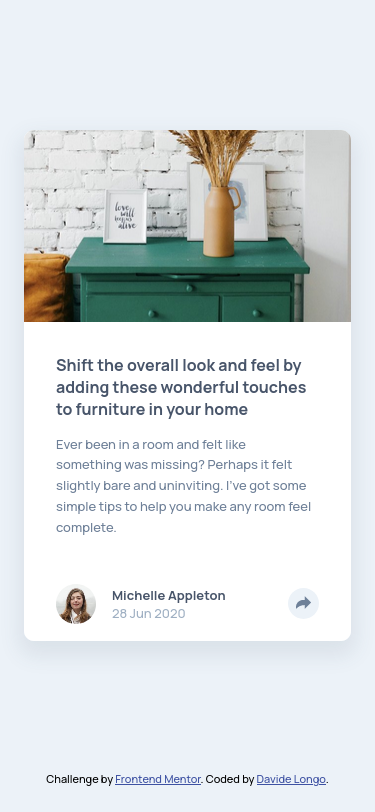 love
will
always
alive
Shift the overall look and feel by
adding these wonderful touches
to furniture in your home
Ever been in a room and felt like
something was missing? Perhaps it felt
slightly bare and uninviting. I've got some
simple tips to help you make any room feel
complete.
Michelle Appleton
28 Jun 2020
Challenge by Frontend Mentor. Coded by Davide Longo.